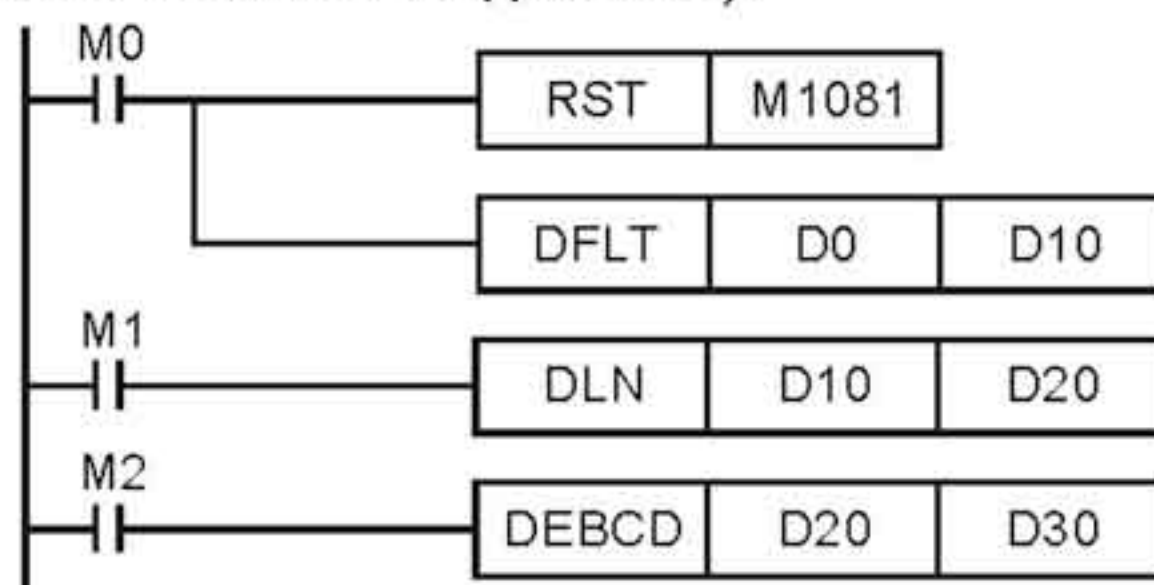 M0
RST M1081
DFLT D0 D10
M1
DLN D10 D20
M2
DEBCD D20 D30